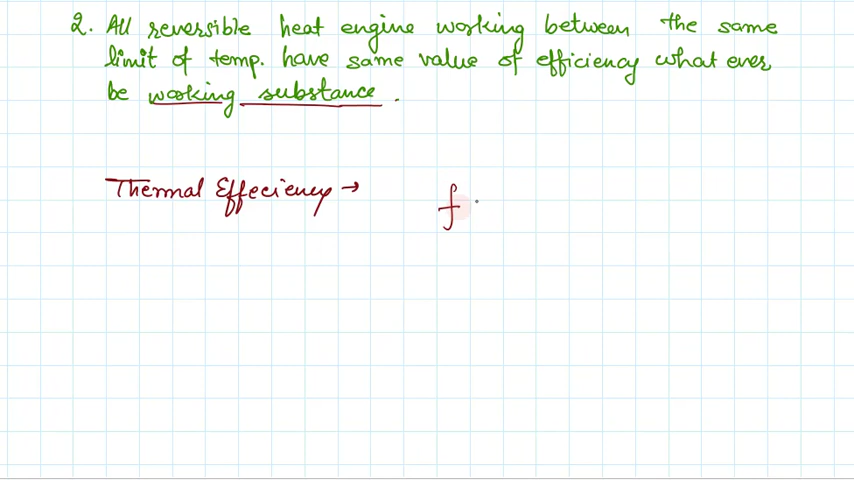 2. All reversible heat engine working between the same
limit of temp. have same value of efficiency what ever
be working substance.
Thermal Effeciency → f